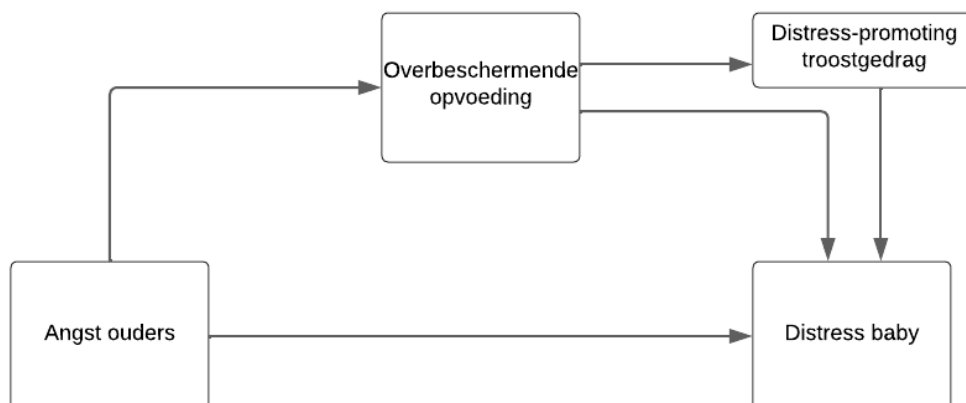 Distress-promoting
troostgedrag
Overbeschermende
opvoeding
Angst ouders
Distress baby